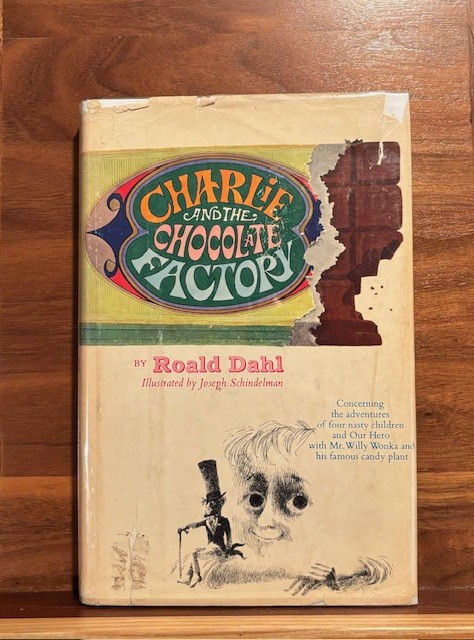 CHARLIE
AND THE
CHOCOLATE
FACTORY
BY Roald Dahl
Illustrated by Joseph Schindelman
Concerning
the adventures
of four nasty children
and Our Hero
with Mr. Willy Wonka and
his famous candy plant